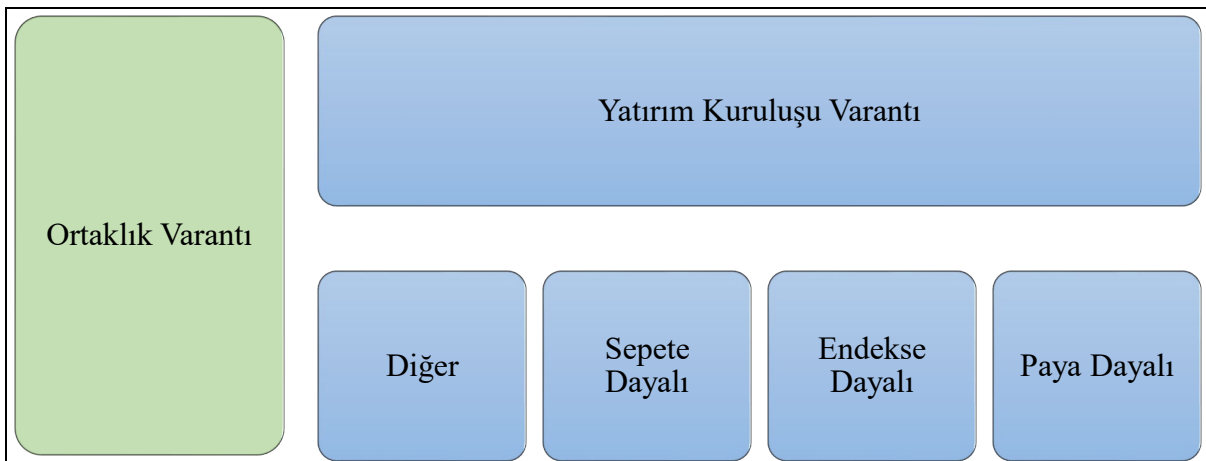 Ortaklık Varantı
Yatırım Kuruluşu Varantı
Diğer
Sepete
Dayalı
Endekse
Dayalı
Paya Dayalı